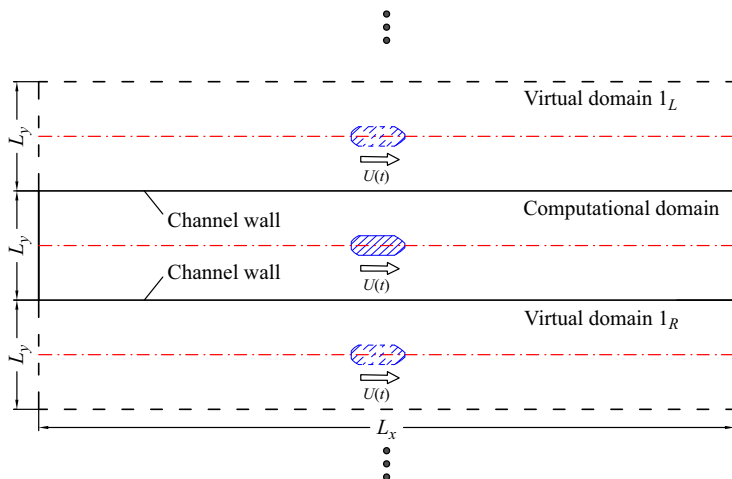 Virtual domain 1_L
L_y
U(t)
Channel wall
Computational domain
L_y
Channel wall
U(t)
Virtual domain 1_R
L_y
U(t)
L_x